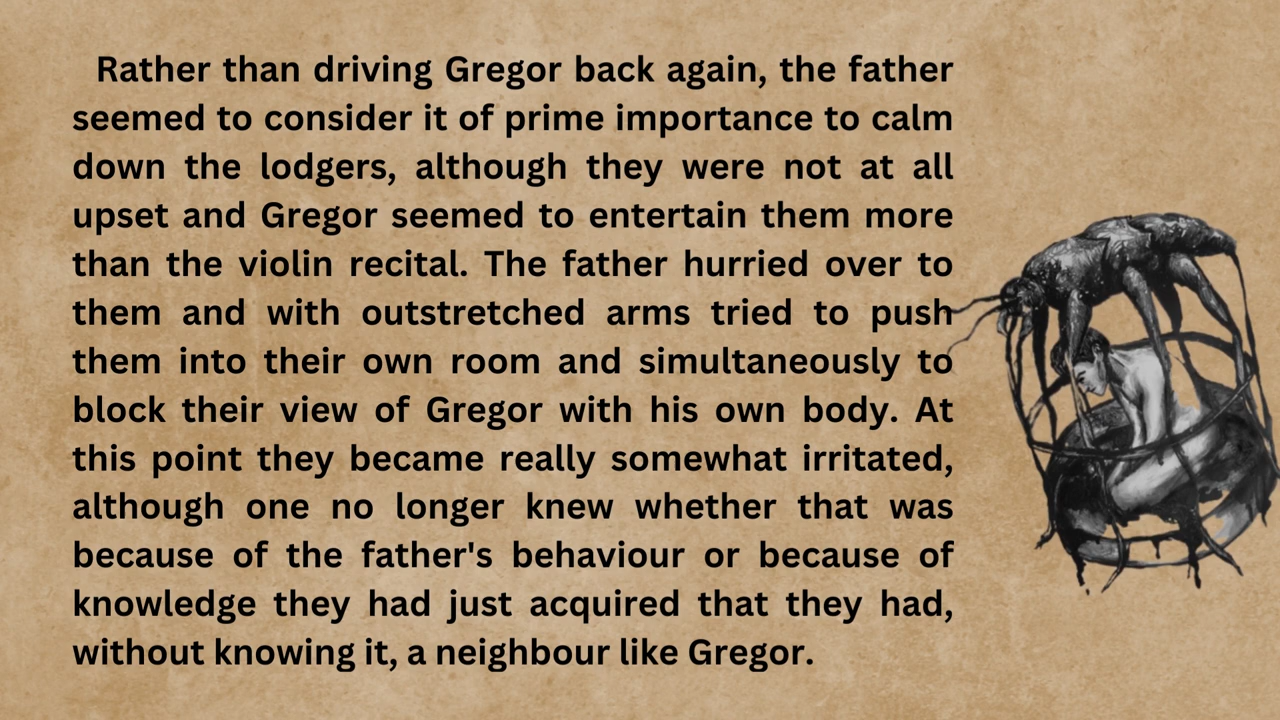 Rather than driving Gregor back again, the father
seemed to consider it of prime importance to calm
down the lodgers, although they were not at all
upset and Gregor seemed to entertain them more
than the violin recital. The father hurried over to
them and with outstretched arms tried to push
them into their own room and simultaneously to
block their view of Gregor with his own body. At
this point they became really somewhat irritated,
although one no longer knew whether that was
because of the father's behaviour or because of
knowledge they had just acquired that they had,
without knowing it, a neighbour like Gregor.